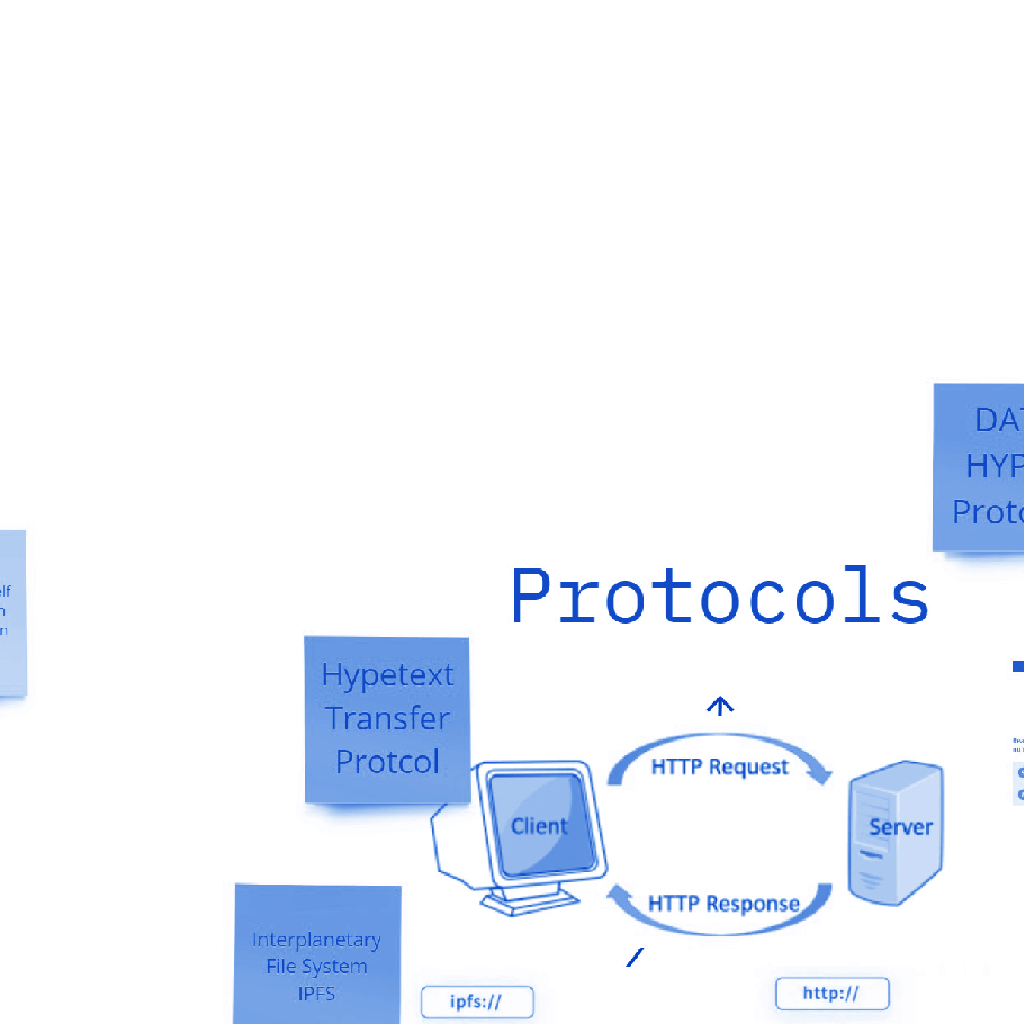 DA
HYP
Proto
elf
n
n
Protocols
Hypetext
Transfer
Protcol
HTTP Request
Client
Server
HTTP Response
Interplanetary
File System
IPFS
ipfs://
http://